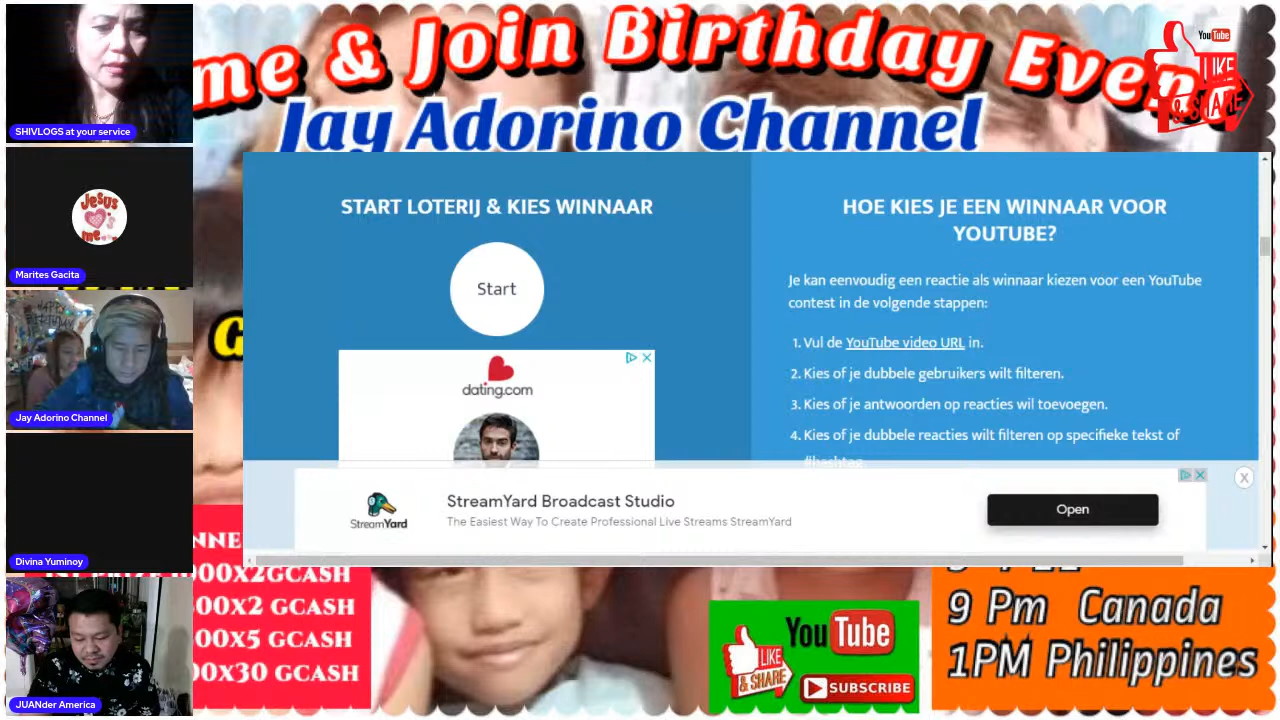 me & Join Birthday Even
Jay Adorino Channel
YouTube
LIKE
& SHARE
SHIVLOGS at your service
Jesus
me
Marites Gacita
HAPPY
BIRTHDAY
Jay Adorino Channel
Divina Yuminoy
JUANder America
START LOTERIJ & KIES WINNAAR
Start
dating.com
HOE KIES JE EEN WINNAAR VOOR
YOUTUBE?
Je kan eenvoudig een reactie als winnaar kiezen voor een YouTube
contest in de volgende stappen:
1. Vul de YouTube video URL in.
2. Kies of je dubbele gebruikers wilt filteren.
3. Kies of je antwoorden op reacties wil toevoegen.
4. Kies of je dubbele reacties wilt filteren op specifieke tekst of
#hashtag
StreamYard
StreamYard Broadcast Studio
The Easiest Way To Create Professional Live Streams StreamYard
Open
X
G
NNE
00X2GCASH
00X2 GCASH
00X5 GCASH
00X30 GCASH
YouTube
LIKE
& SHARE
SUBSCRIBE
9 Pm Canada
1PM Philippines